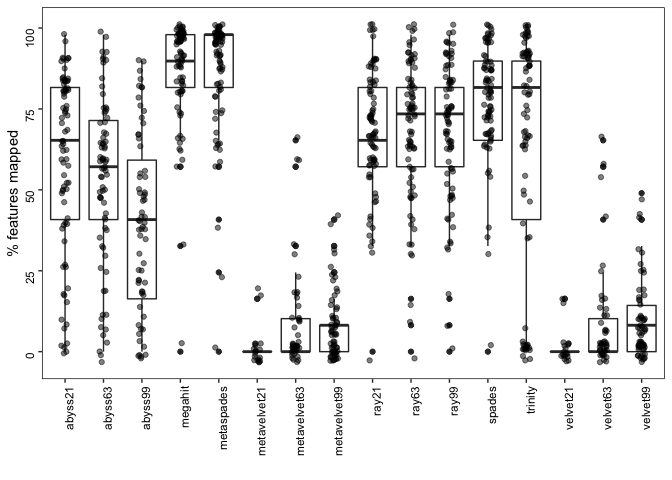 % features mapped
100
75
50
25
0
abyss21
abyss63
abyss99
megahit
metaspades
metavelvet21
metavelvet63
metavelvet99
ray21
ray63
ray99
spades
trinity
velvet21
velvet63
velvet99